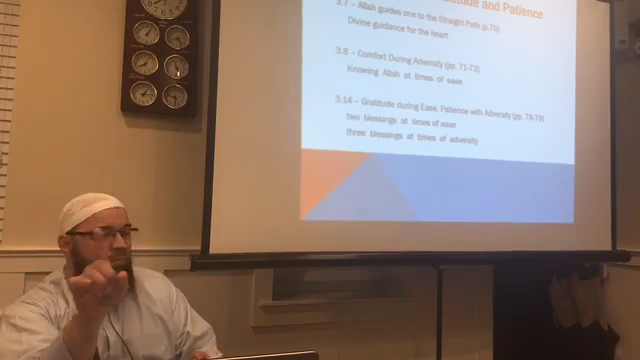 titude and Patience
3.7 – Allah guides one to the Straight Path (p.70)
Divine guidance for the heart
3.8 – Comfort During Adversity (pp. 71-73)
Knowing Allah at times of ease
3.14 – Gratitude during Ease, Patience with Adversity (pp. 78-79)
two blessings at times of ease
three blessings at times of adversity